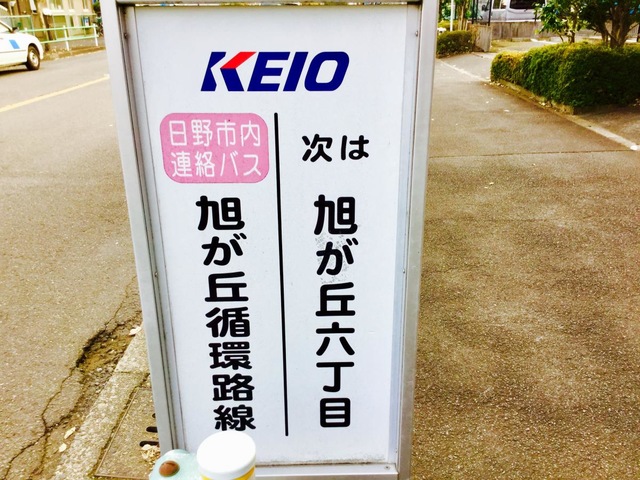 KEIO
次は
旭が丘六丁目
日野市内
連絡バス
旭が丘循環路線